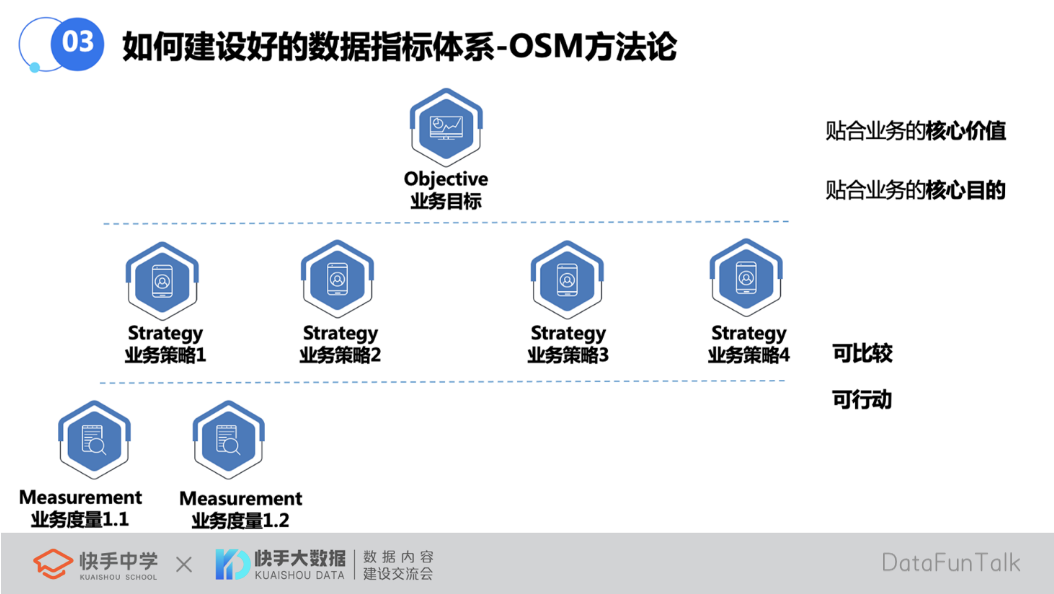 03
如何建设好的数据指标体系-OSM方法论
Objective
业务目标
贴合业务的核心价值
贴合业务的核心目的
Strategy
业务策略1
Strategy
业务策略2
Strategy
业务策略3
Strategy
业务策略4
可比较
可行动
Measurement
业务度量1.1
Measurement
业务度量1.2
快手中学
KUAISHOU SCHOOL
×
快手大数据
KUAISHOU DATA
数据内容
建设交流会
DataFunTalk